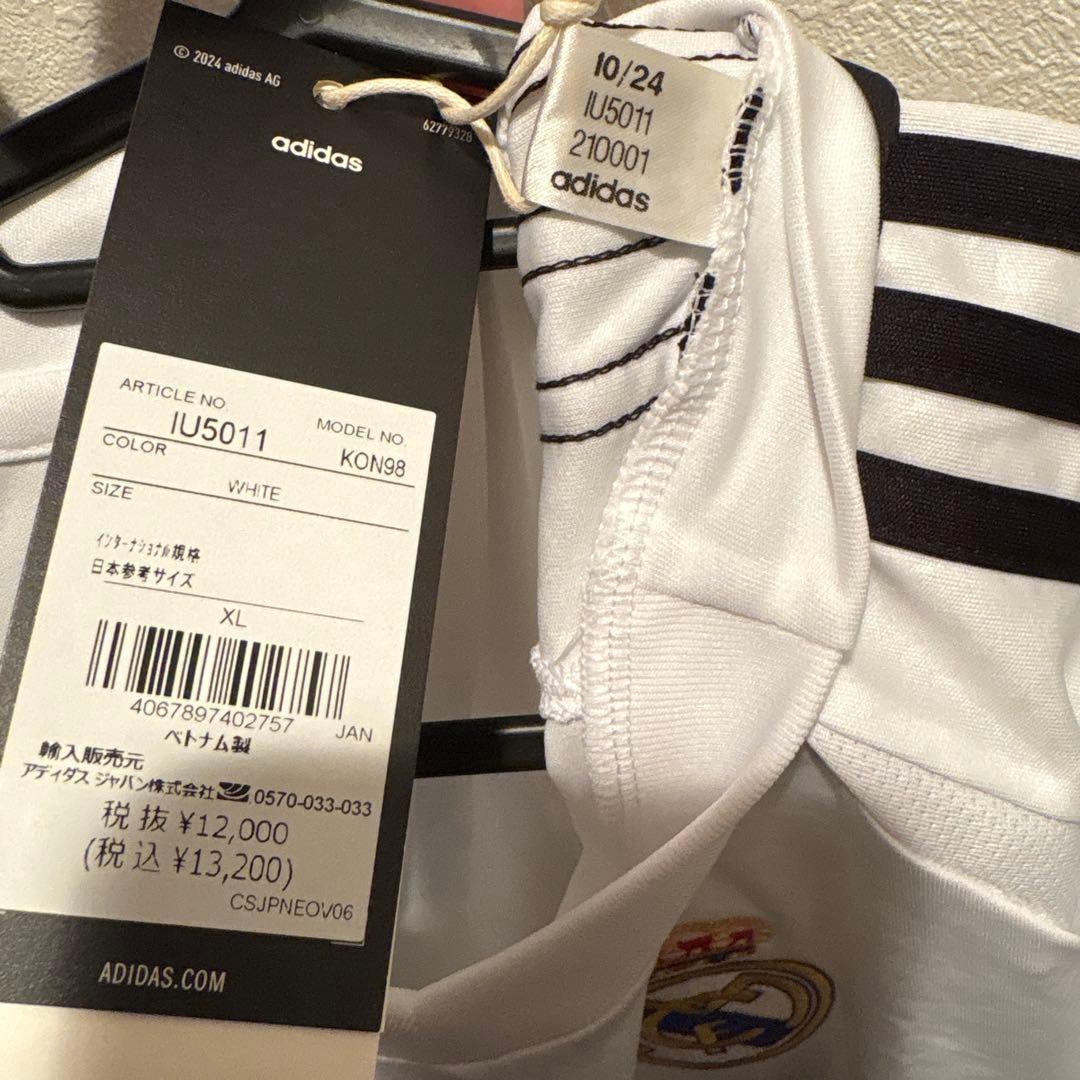 © 2024 adidas AG
62779328
adidas
10/24
IU5011
210001
adidas
ARTICLE NO.
IU5011
MODEL NO.
KON98
COLOR
WHITE
SIZE
インターナショナル規格
日本参考サイズ
XL
4067897402757
JAN
ベトナム製
輸入販売元
アディダス ジャパン株式会社 0570-033-033
税抜 ¥12,000
(税込 ¥13,200)
CSJPNEOV06
ADIDAS.COM